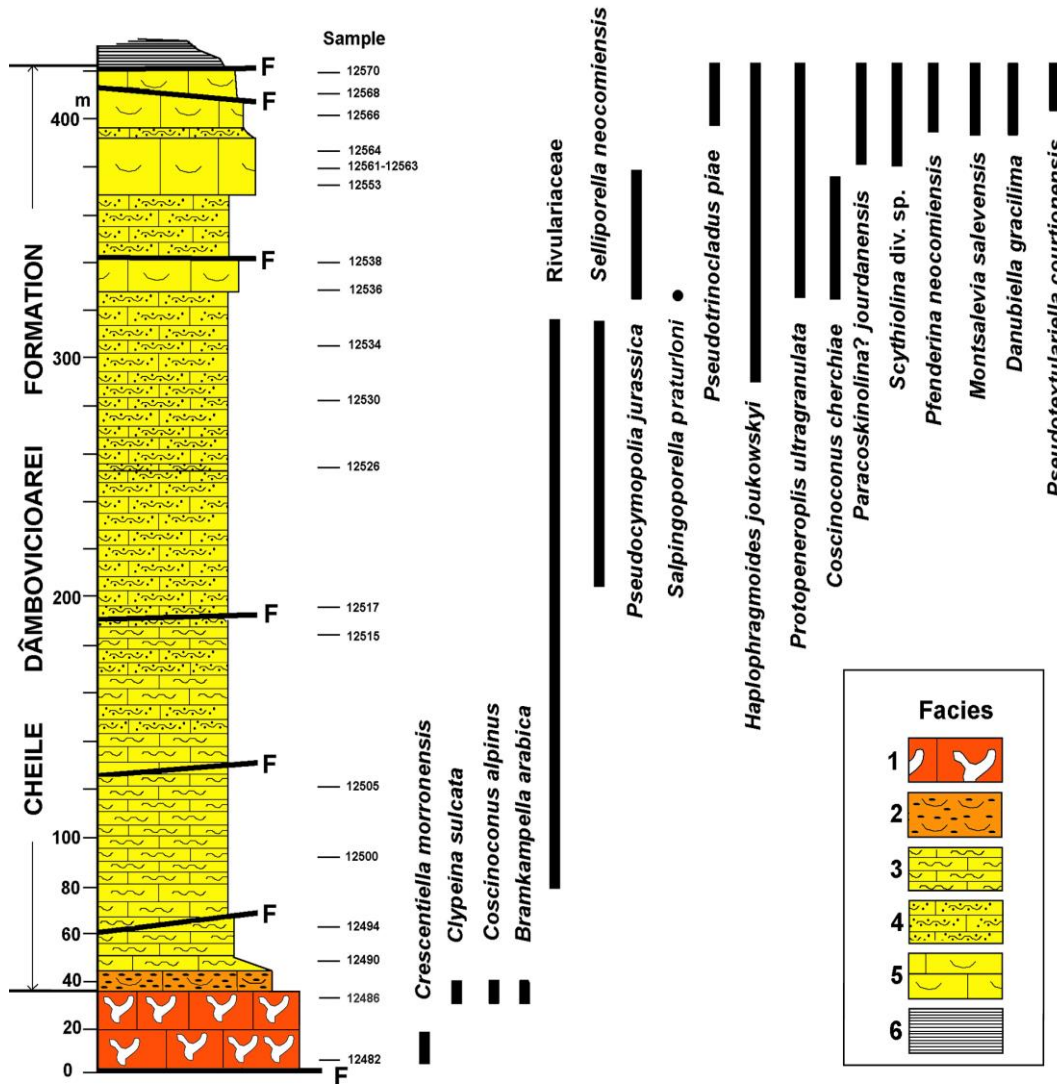 Sample
F
12570
m
F
12568
400
12566
12564
12561-12563
12553
F
12538
12536
300
12534
12530
12526
200
F
12517
12515
F
12505
100
12500
80
F
60
12494
12490
40
12486
20
12482
0
F
CHEILE DÂMBOVICIOAREI FORMATION
Crescentiella morronensis
Clypeina sulcata
Coscinoconus alpinus
Bramkampella arabica
Rivulariaceae
Selliporella neocomiensis
Pseudocymopolia jurassica
Salpingoporella praturloni
Pseudotrinocladus piae
Haplophragmoides joukowskyi
Protopeneroplis ultragranulata
Coscinoconus cherchiae
Paracoskinolina? jourdanensis
Scythiolina div. sp.
Pfenderina neocomiensis
Montsalevia salevensis
Danubiella gracilima
Pseudotextulariella courtionensis
Facies
1
2
3
4
5
6